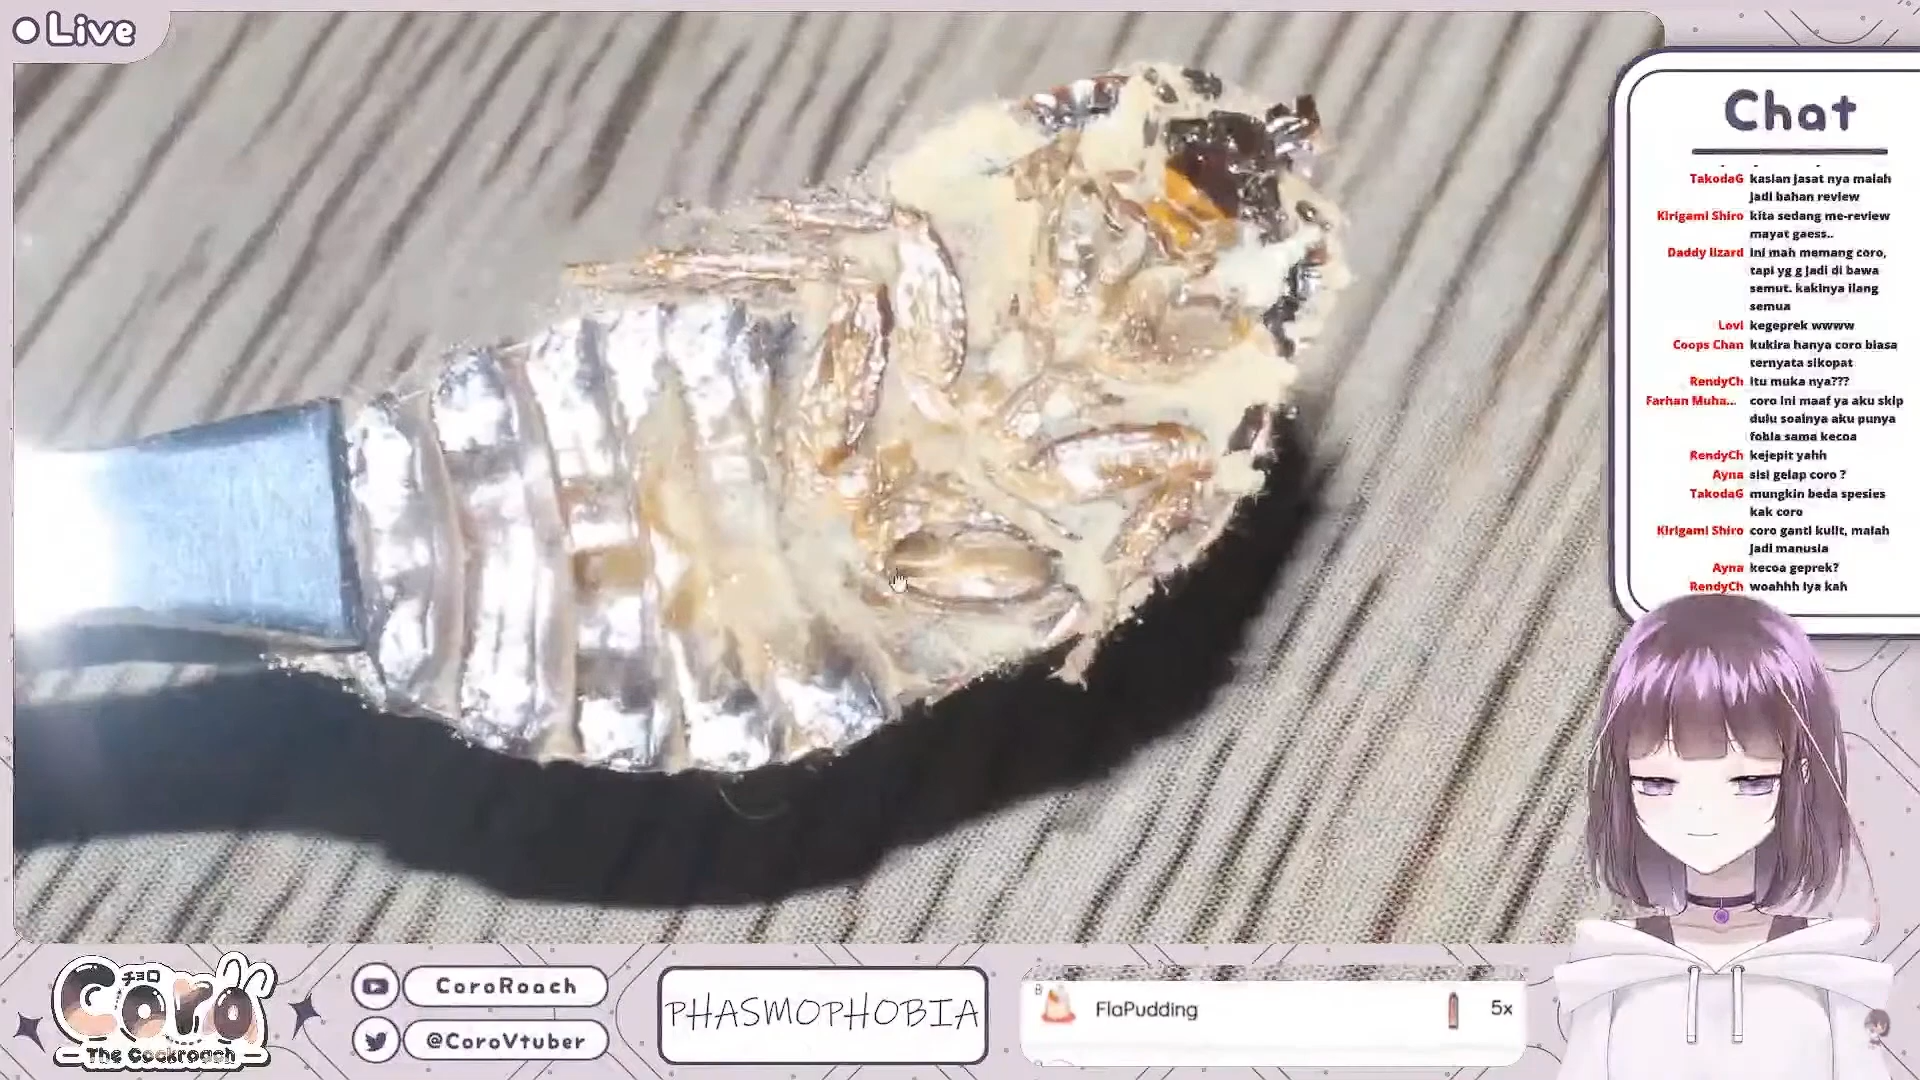 Live
Chat
TakodaG kasian jasat nya malah
jadi bahan review
Kirigami Shiro kita sedang me-review
mayat gaess..
Daddy lizard ini mah memang coro,
tapi yg g jadi di bawa
semut. kakinya ilang
semua
Lovi kegeprek wwww
Coops Chan kukira hanya coro biasa
ternyata sikopat
RendyCh itu muka nya???
Farhan Muha... coro ini maaf ya aku skip
dulu soalnya aku punya
fobia sama kecoa
RendyCh kejepit yahh
Ayna sisi gelap coro ?
TakodaG mungkin beda spesies
kak coro
Kirigami Shiro coro ganti kulit, malah
jadi manusia
Ayna kecoa geprek?
RendyCh woahhh iya kah
チョロ
Coro
The Cockroach
CoroRoach
@CoroVtuber
PHASMOPHOBIA
FlaPudding 5x